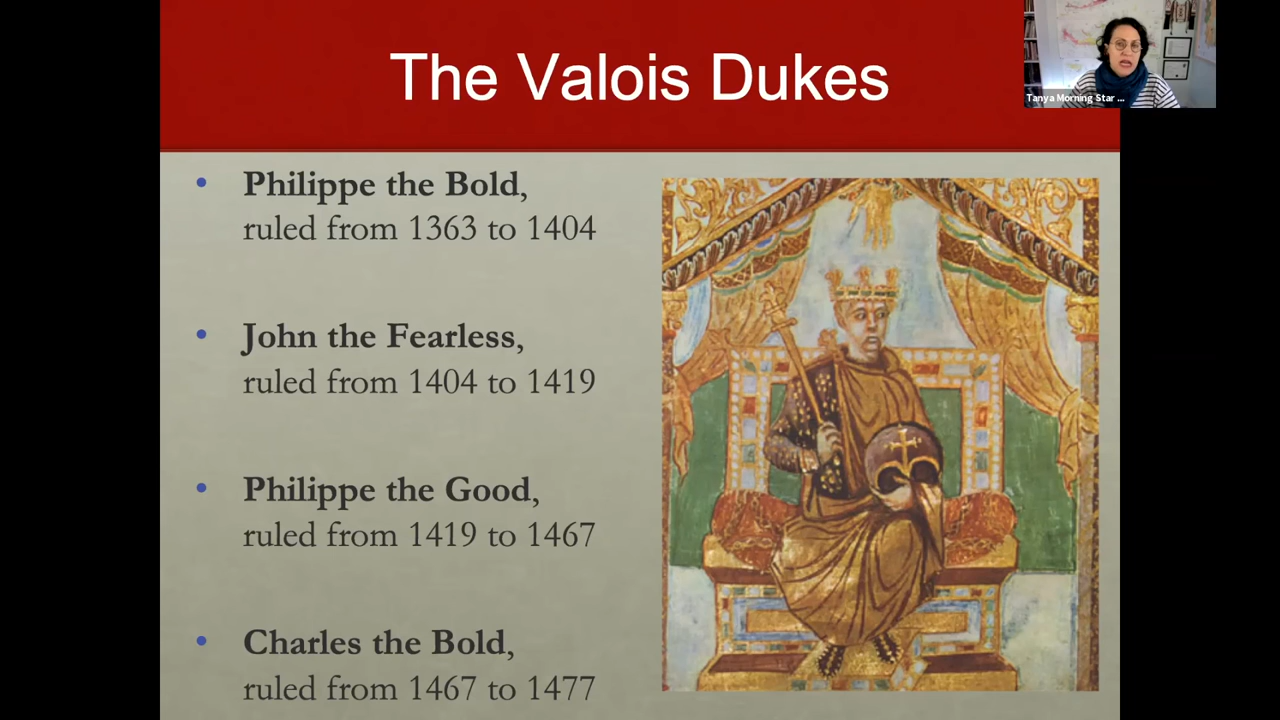 The Valois Dukes
Tanya Morning Star ...
• Philippe the Bold,
ruled from 1363 to 1404
• John the Fearless,
ruled from 1404 to 1419
• Philippe the Good,
ruled from 1419 to 1467
• Charles the Bold,
ruled from 1467 to 1477